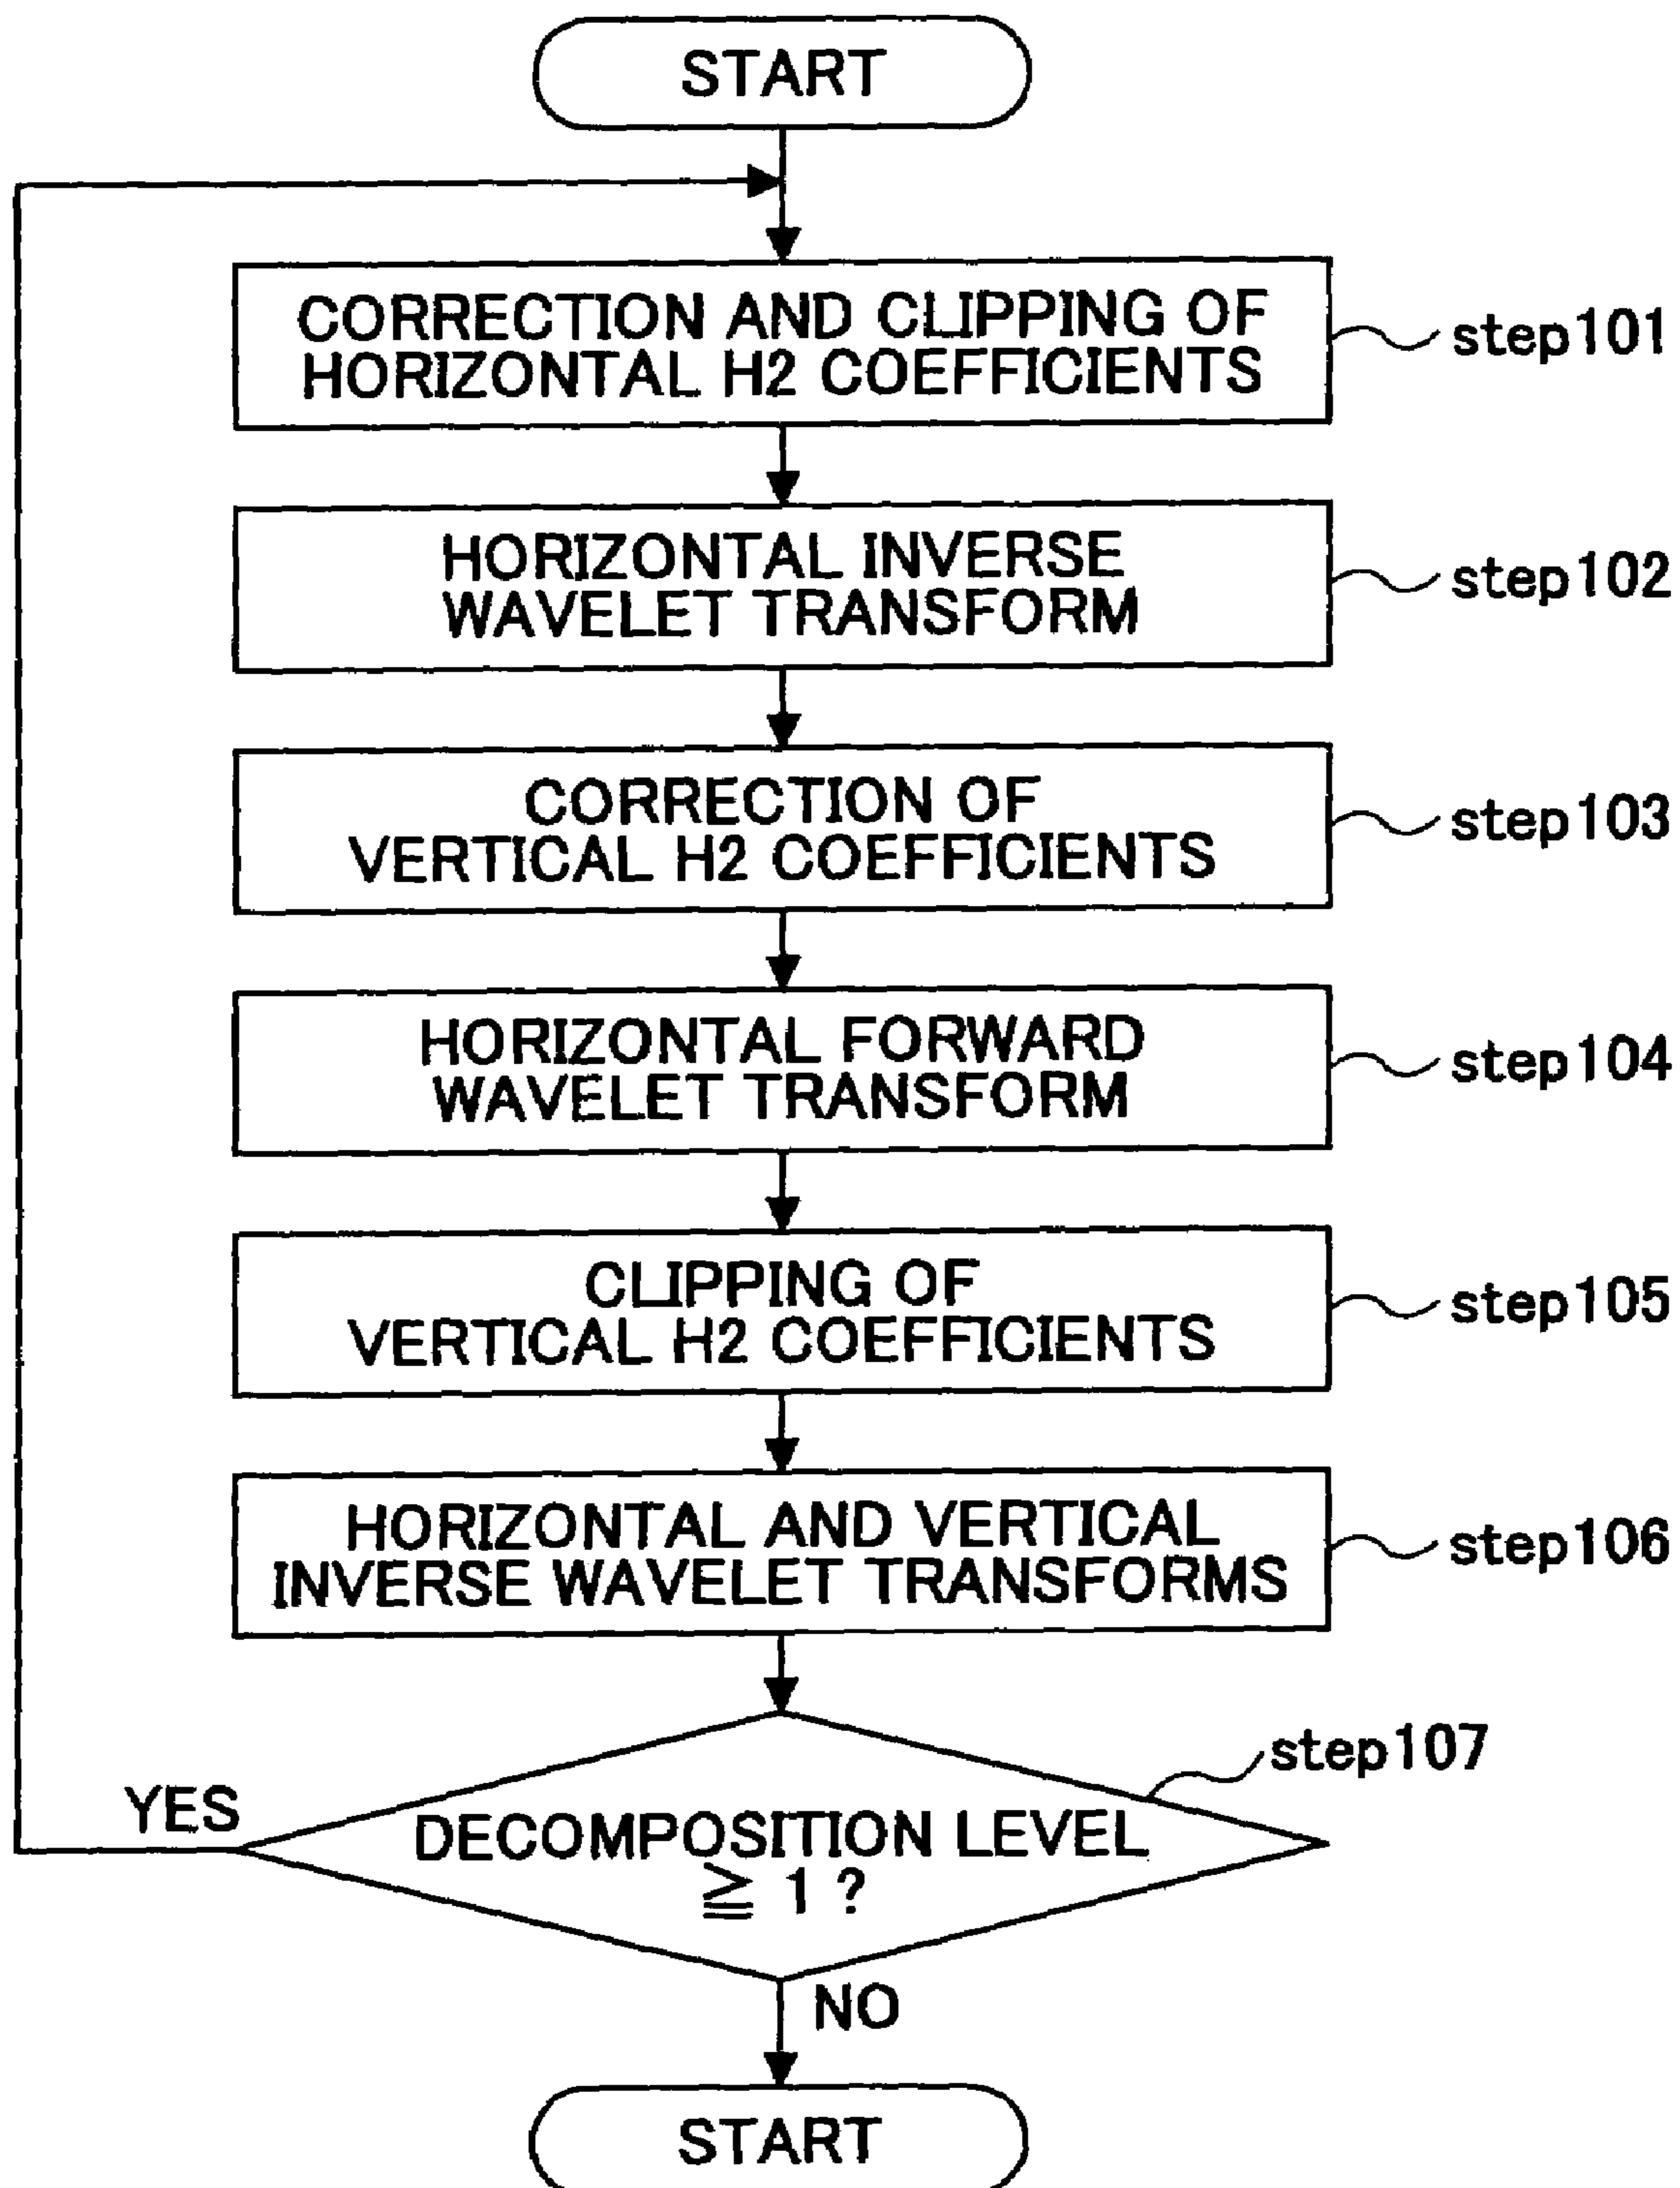 START
CORRECTION AND CLIPPING OF
HORIZONTAL H2 COEFFICIENTS
step101
HORIZONTAL INVERSE
WAVELET TRANSFORM
step102
CORRECTION OF
VERTICAL H2 COEFFICIENTS
step103
HORIZONTAL FORWARD
WAVELET TRANSFORM
step104
CLIPPING OF
VERTICAL H2 COEFFICIENTS
step105
HORIZONTAL AND VERTICAL
INVERSE WAVELET TRANSFORMS
step106
step107
YES
DECOMPOSITION LEVEL
≧ 1 ?
NO
START